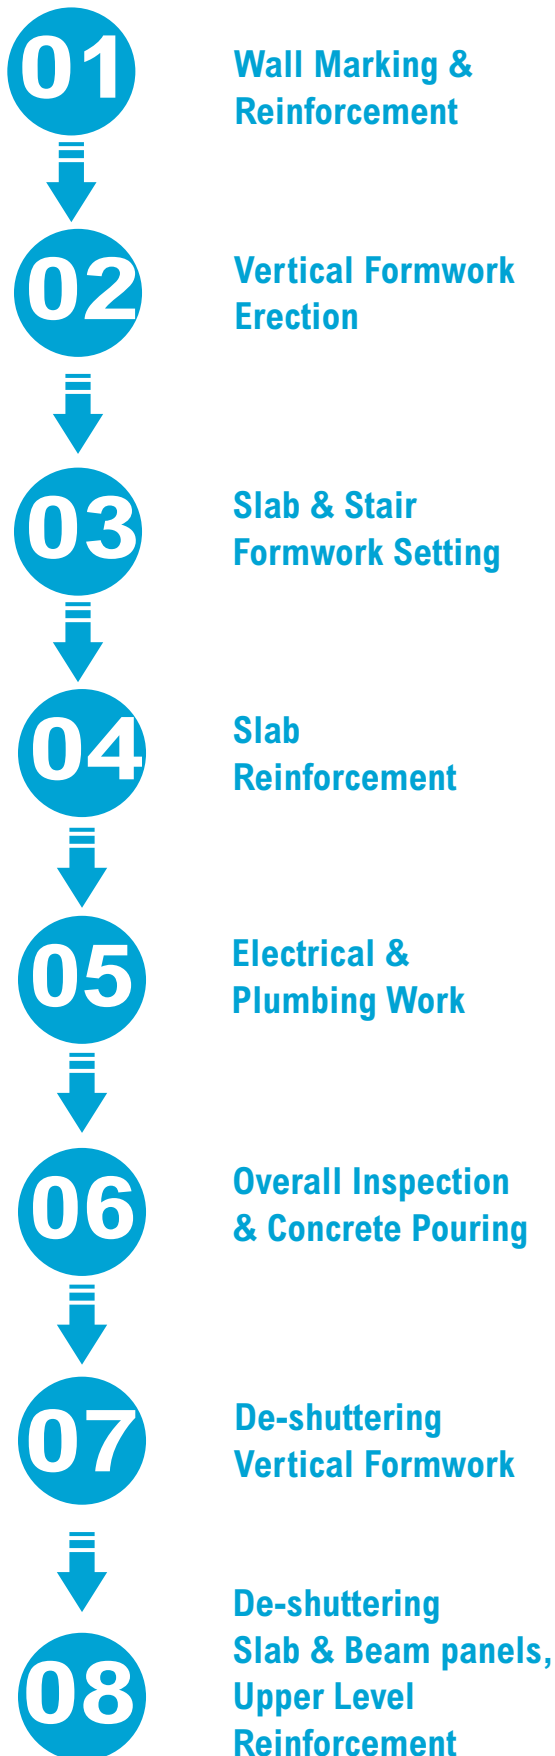 01
Wall Marking &
Reinforcement
02
Vertical Formwork
Erection
03
Slab & Stair
Formwork Setting
04
Slab
Reinforcement
05
Electrical &
Plumbing Work
06
Overall Inspection
& Concrete Pouring
07
De-shuttering
Vertical Formwork
08
De-shuttering
Slab & Beam panels,
Upper Level
Reinforcement